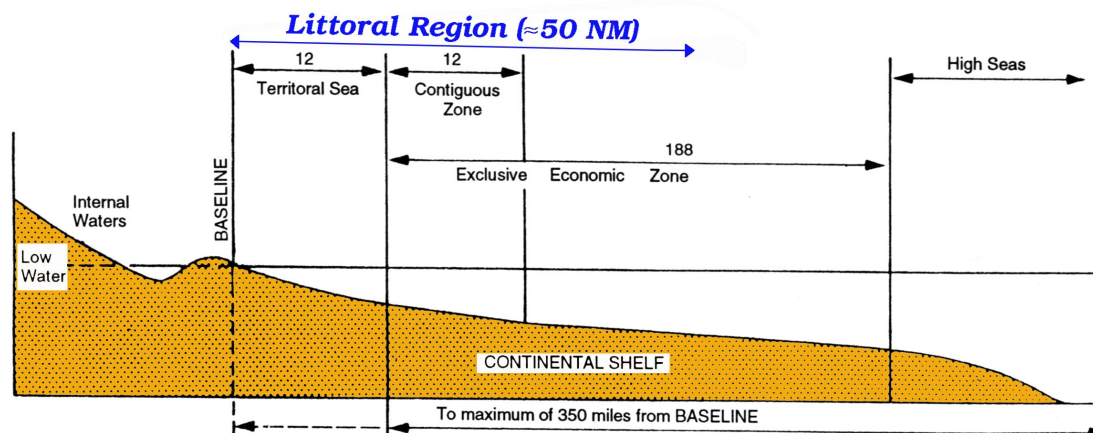 Littoral Region (≈50 NM)
12
Territoral Sea
12
Contiguous
Zone
High Seas
188
Exclusive Economic Zone
BASELINE
Internal
Waters
Low
Water
CONTINENTAL SHELF
To maximum of 350 miles from BASELINE